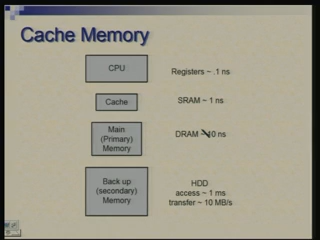 Cache Memory
CPU
Registers ~ .1 ns
Cache
SRAM ~ 1 ns
Main
(Primary)
Memory
DRAM ~ 10 ns
Back up
(secondary)
Memory
HDD
access ~ 1 ms
transfer ~ 10 MB/s